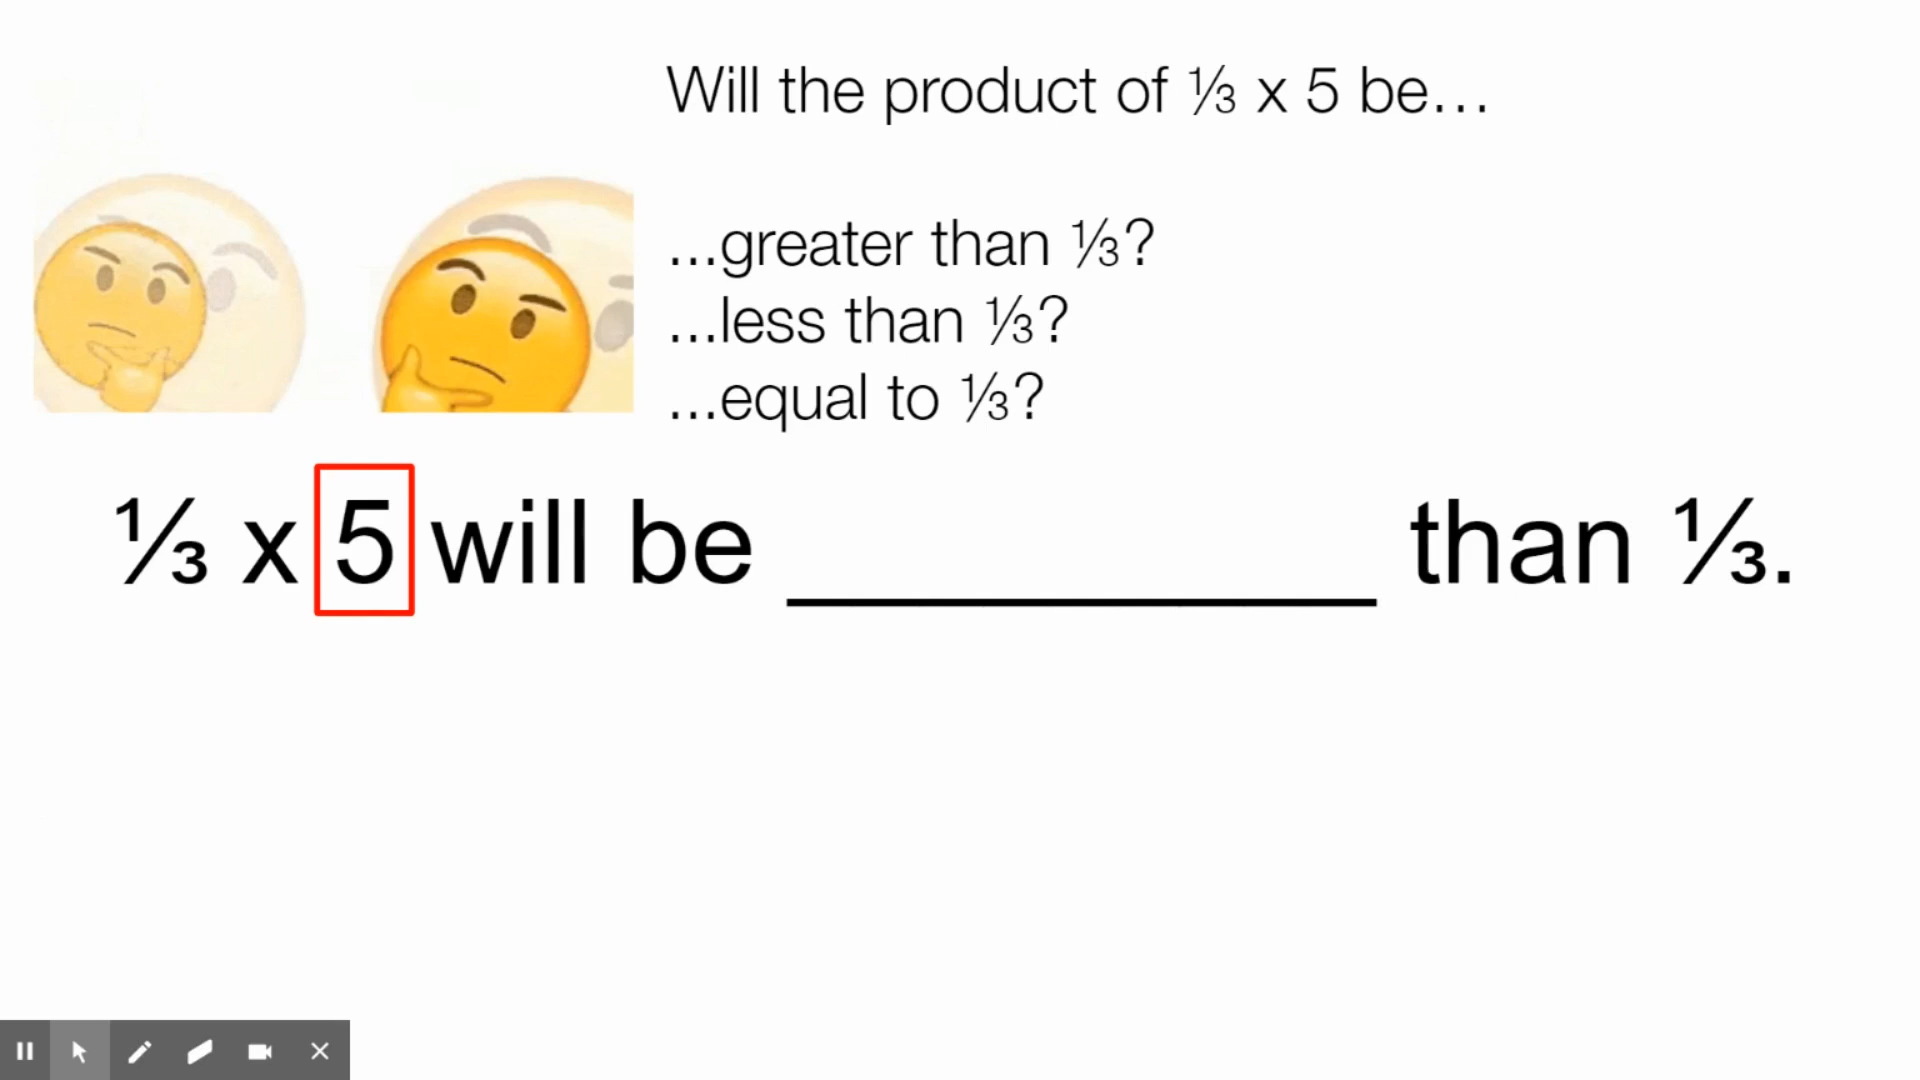 Will the product of ⅓ x 5 be...
...greater than ⅓?
...less than ⅓?
...equal to ⅓?
⅓ x 5 will be ______________ than ⅓.